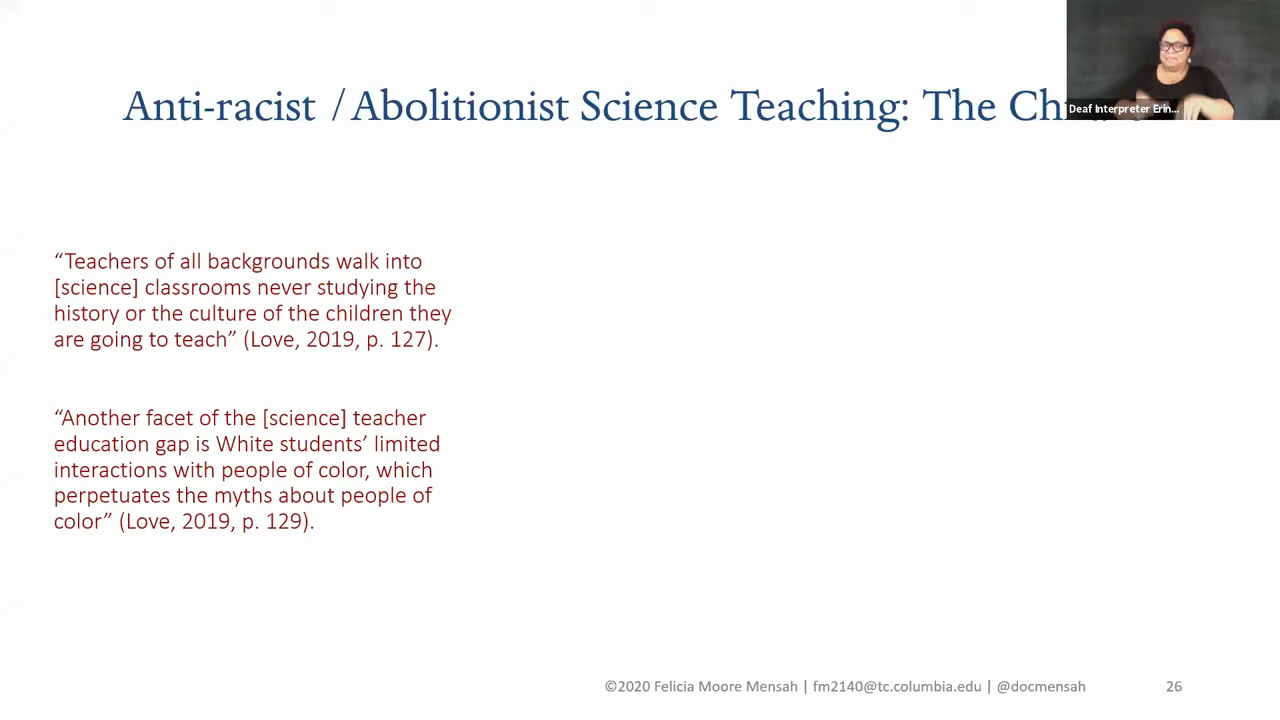 Anti-racist / Abolitionist Science Teaching: The
Deaf Interpreter Erin...
“Teachers of all backgrounds walk into
[science] classrooms never studying the
history or the culture of the children they
are going to teach” (Love, 2019, p. 127).
“Another facet of the [science] teacher
education gap is White students’ limited
interactions with people of color, which
perpetuates the myths about people of
color” (Love, 2019, p. 129).
©2020 Felicia Moore Mensah | fm2140@tc.columbia.edu | @docmensah 26